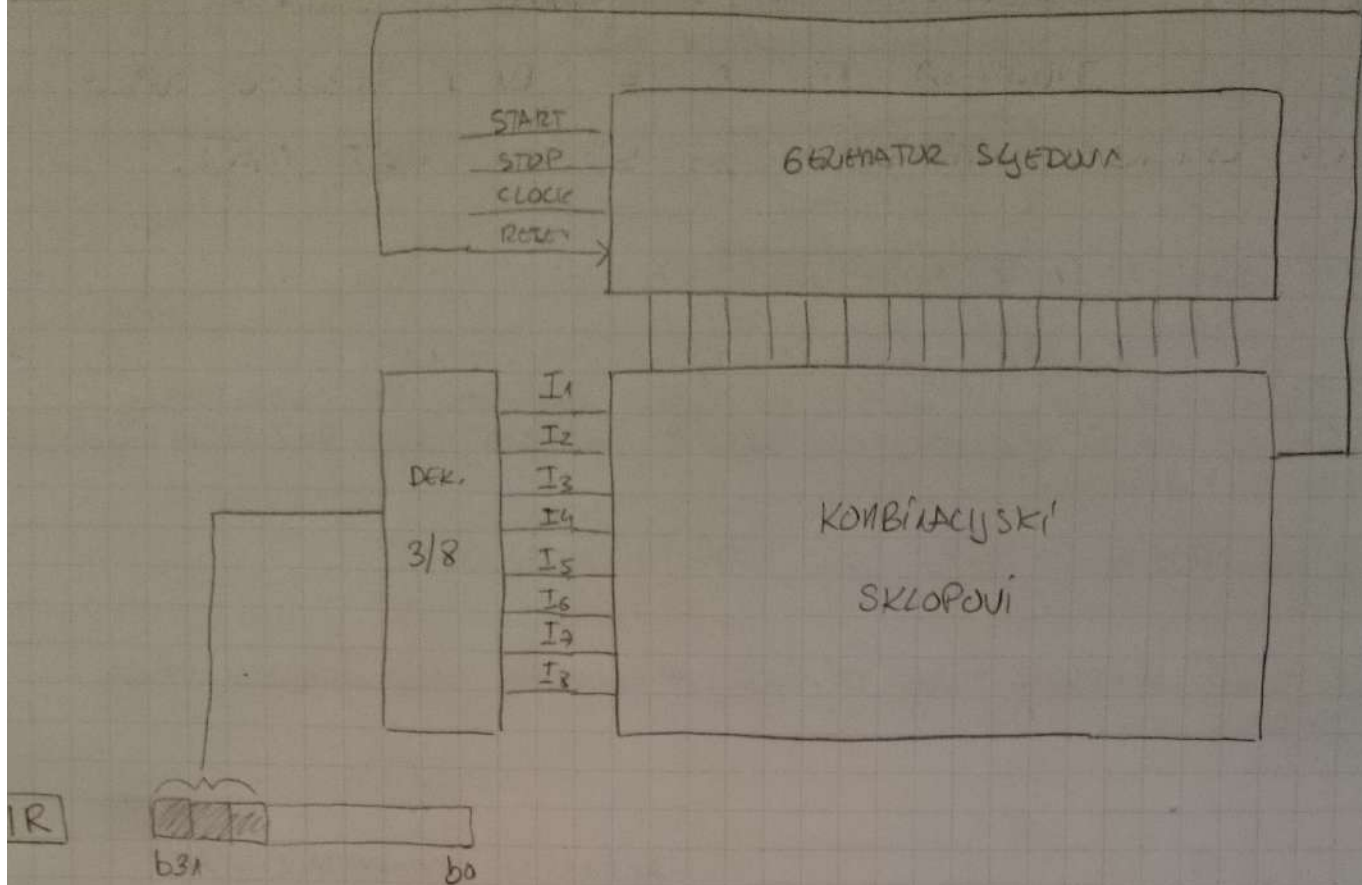 START
STOP
CLOCK
RESET
GENERATOR SLJEDOVA
I1
I2
I3
I4
I5
I6
I7
I8
DEK.
3/8
KOMBINACIJSKI
SKLOPOVI
IR
b31
b0